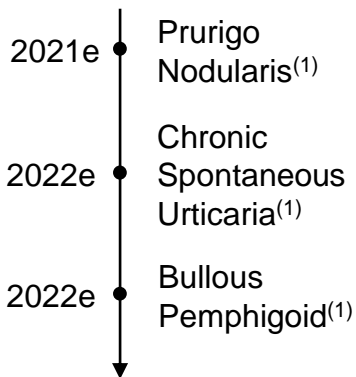 2021e
Prurigo
Nodularis(1)
2022e
Chronic
Spontaneous
Urticaria(1)
2022e
Bullous
Pemphigoid(1)